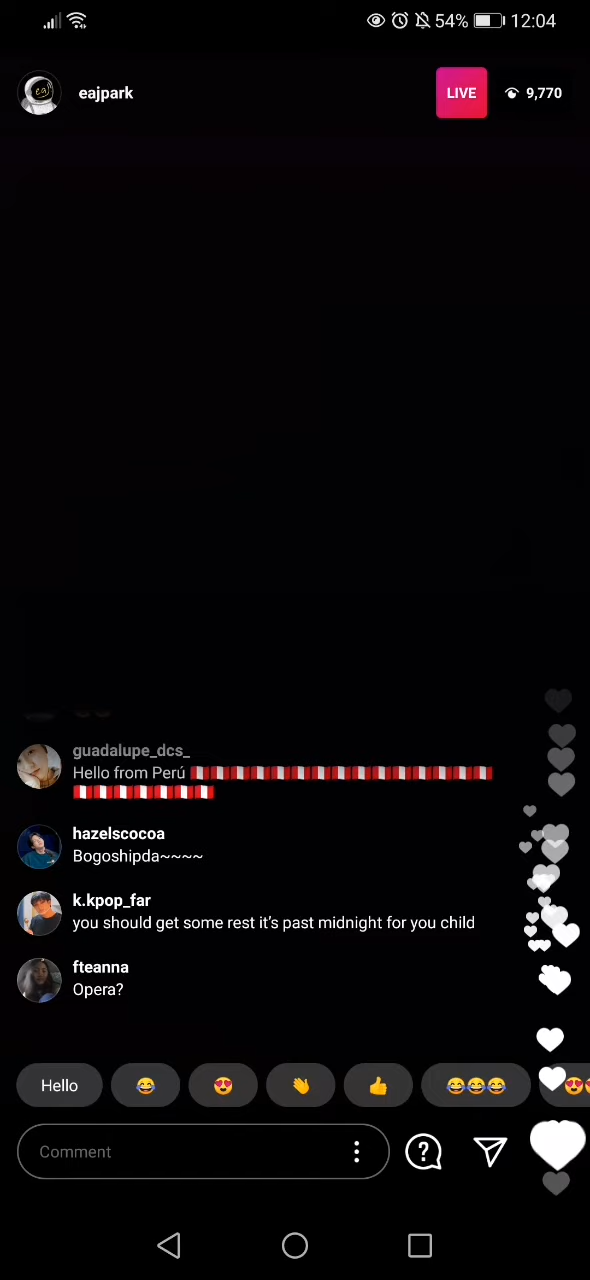 54% 12:04
eaj
eajpark
LIVE
9,770
guadalupe_dcs_
Hello from Perú 🇵🇪🇵🇪🇵🇪🇵🇪🇵🇪🇵🇪🇵🇪🇵🇪🇵🇪🇵🇪🇵🇪🇵🇪🇵🇪🇵🇪🇵🇪
🇵🇪🇵🇪🇵🇪🇵🇪🇵🇪🇵🇪🇵🇪
hazelscocoa
Bogoshipda~~~~
k.kpop_far
you should get some rest it's past midnight for you child
fteanna
Opera?
Hello 😂 😍 👋 👍 😂😂😂 😍
Comment